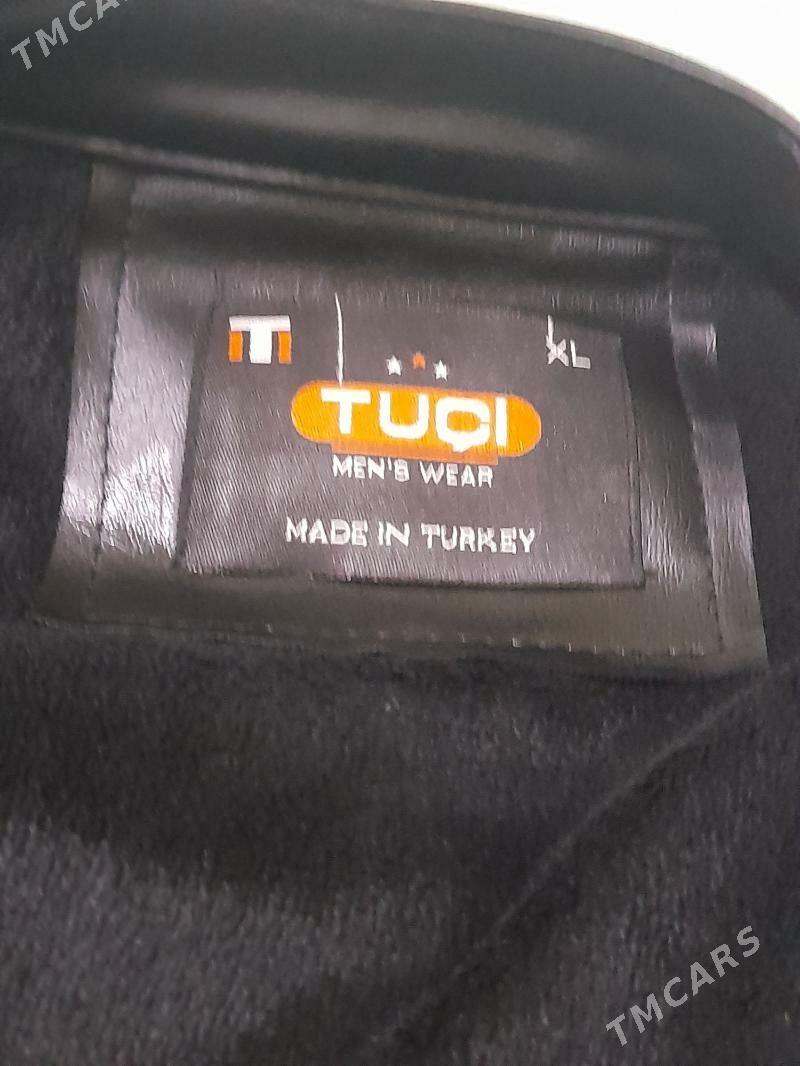 TMCARS
T
XL
TUÇI
MEN'S WEAR
MADE IN TURKEY
TMCARS